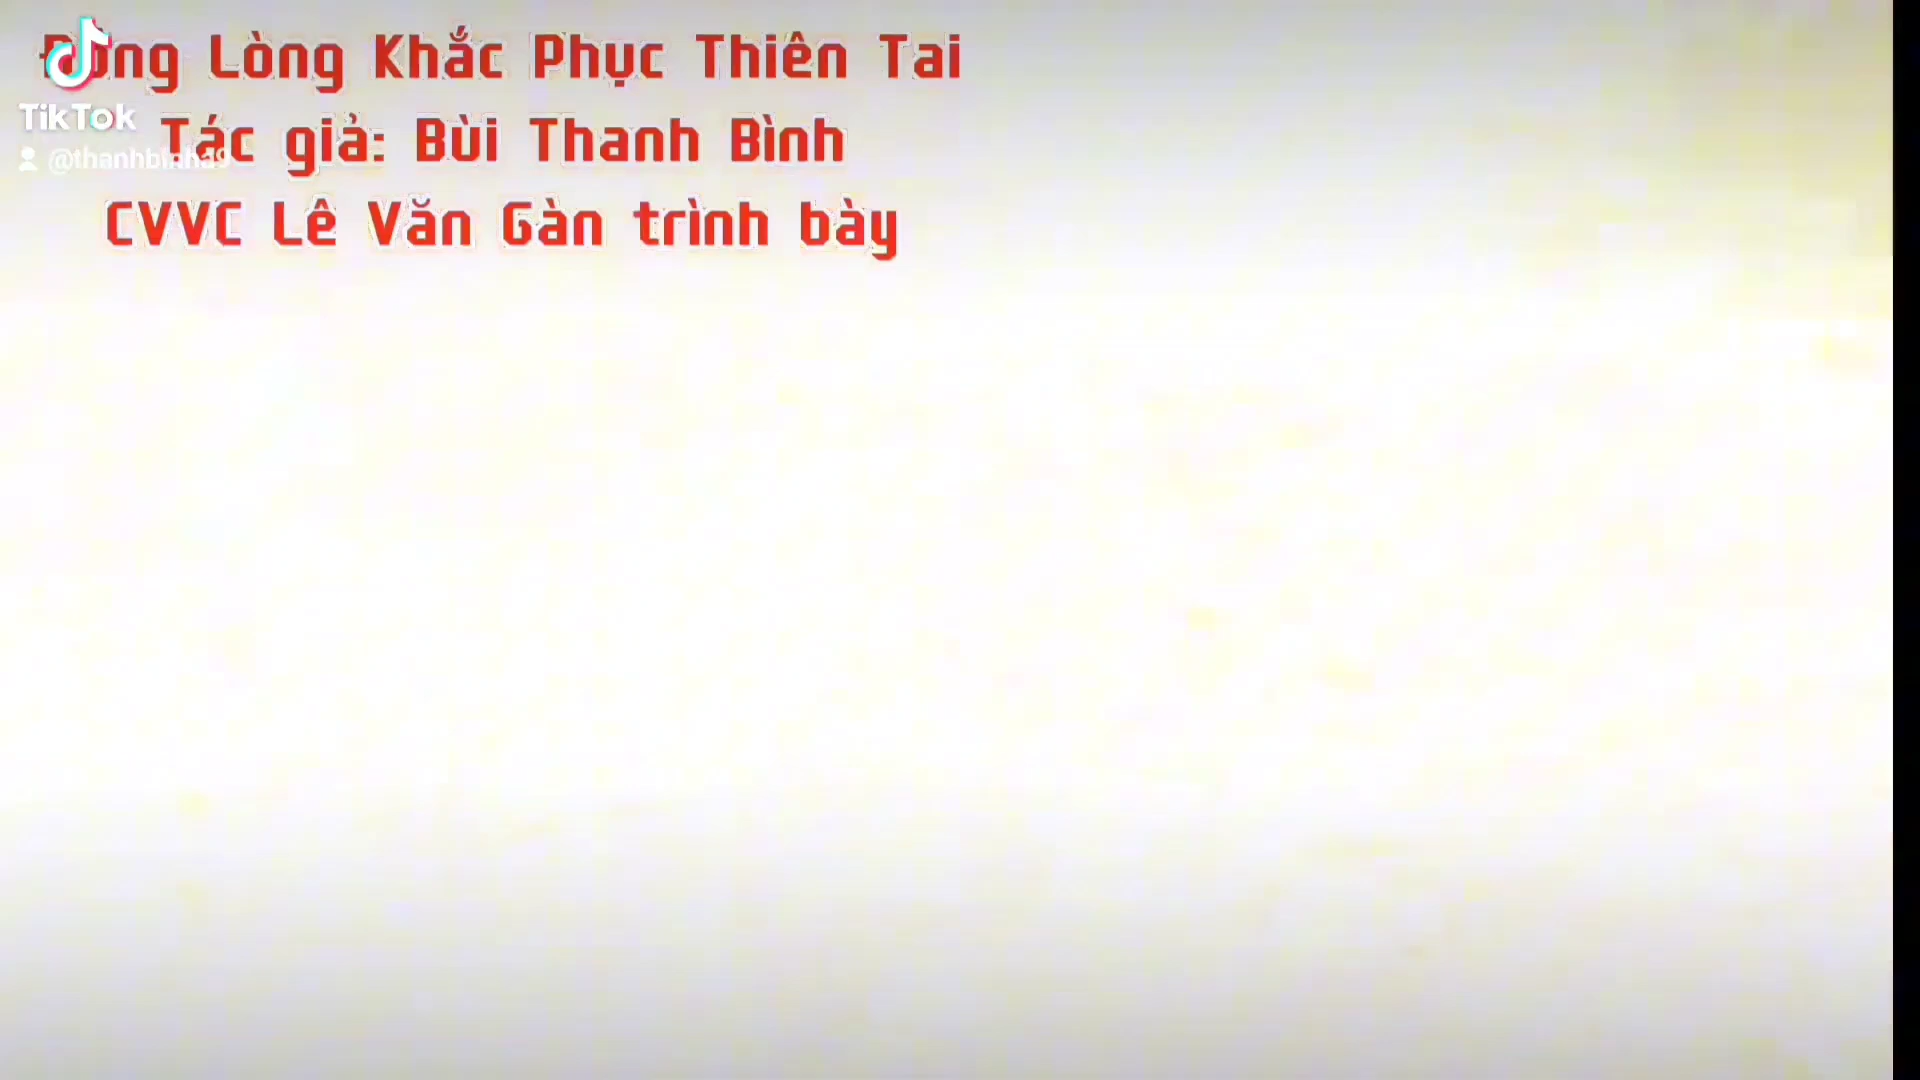 Lòng Khắc Phục Thiên Tai
TikTok
Tác giả: Bùi Thanh Bình
CVVC Lê Văn Gàn trình bày